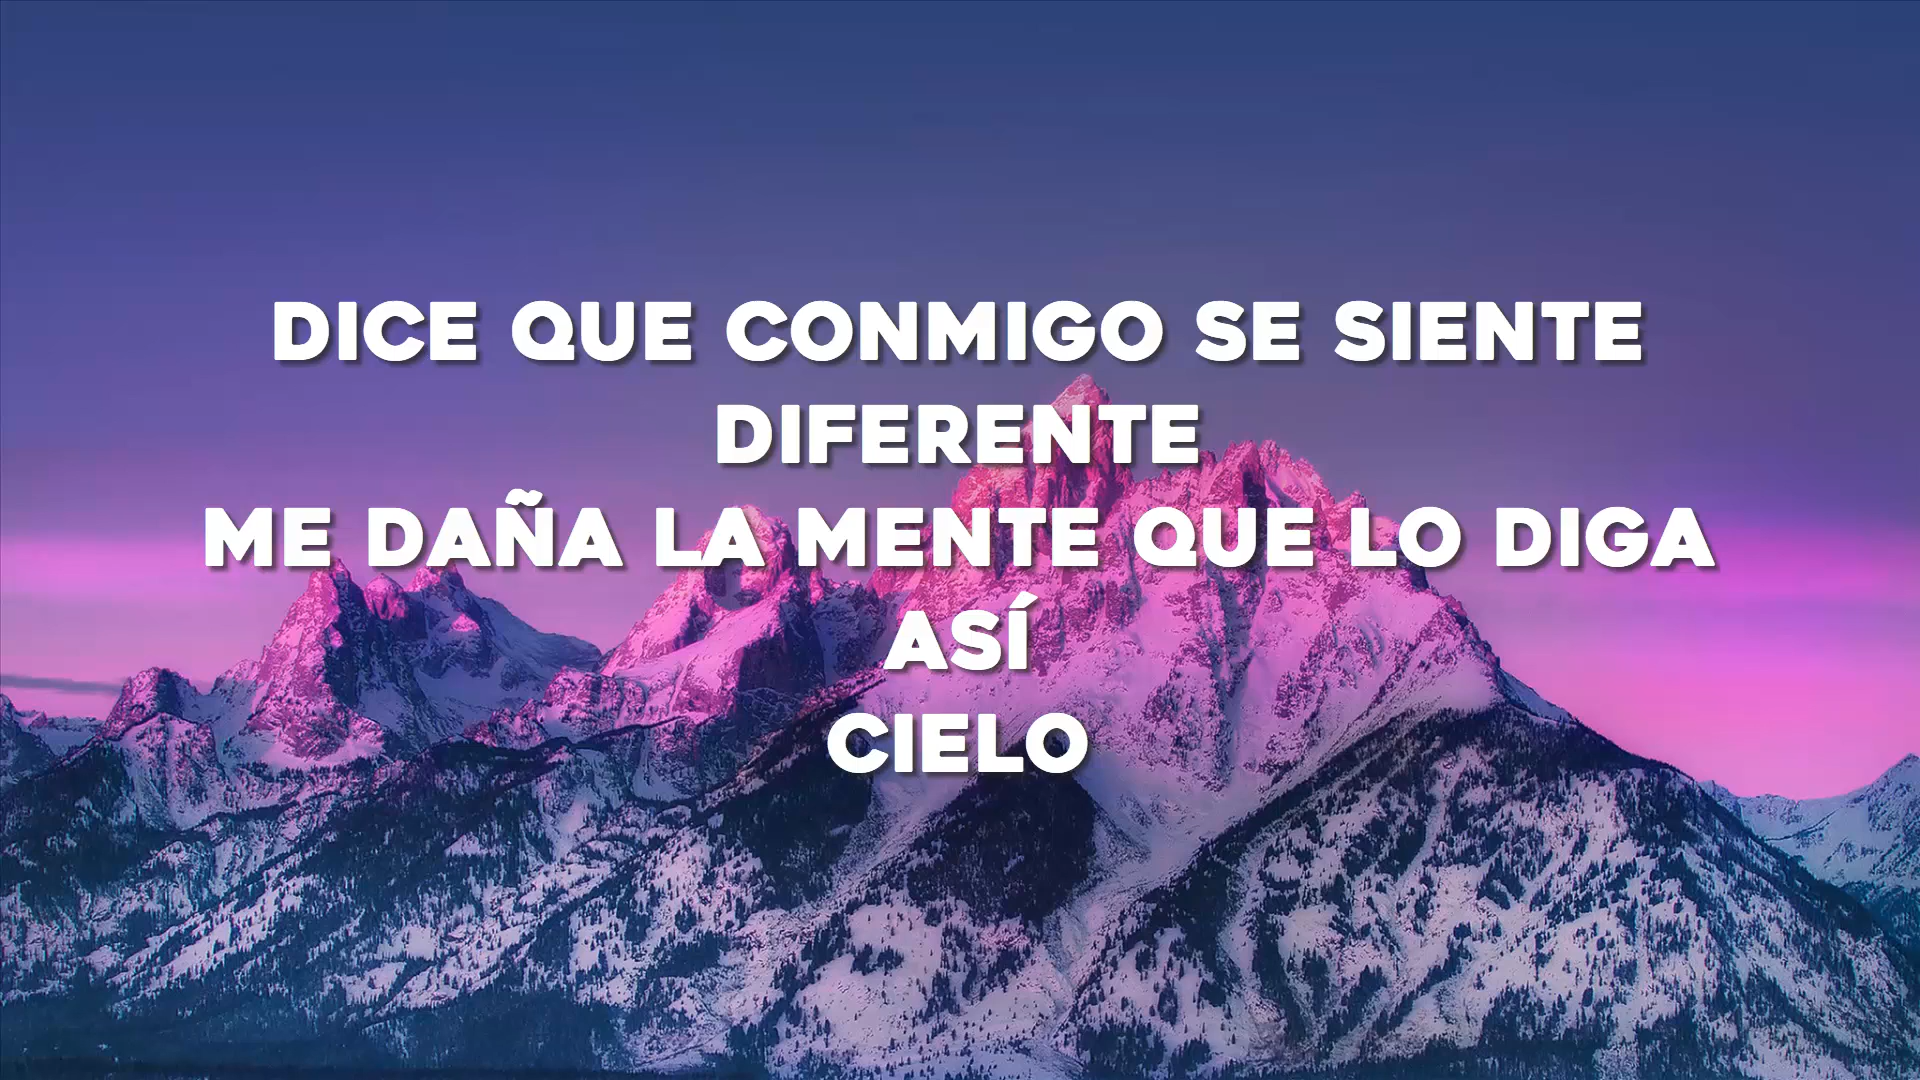 DICE QUE CONMIGO SE SIENTE
DIFERENTE
ME DAÑA LA MENTE QUE LO DIGA
ASÍ
CIELO